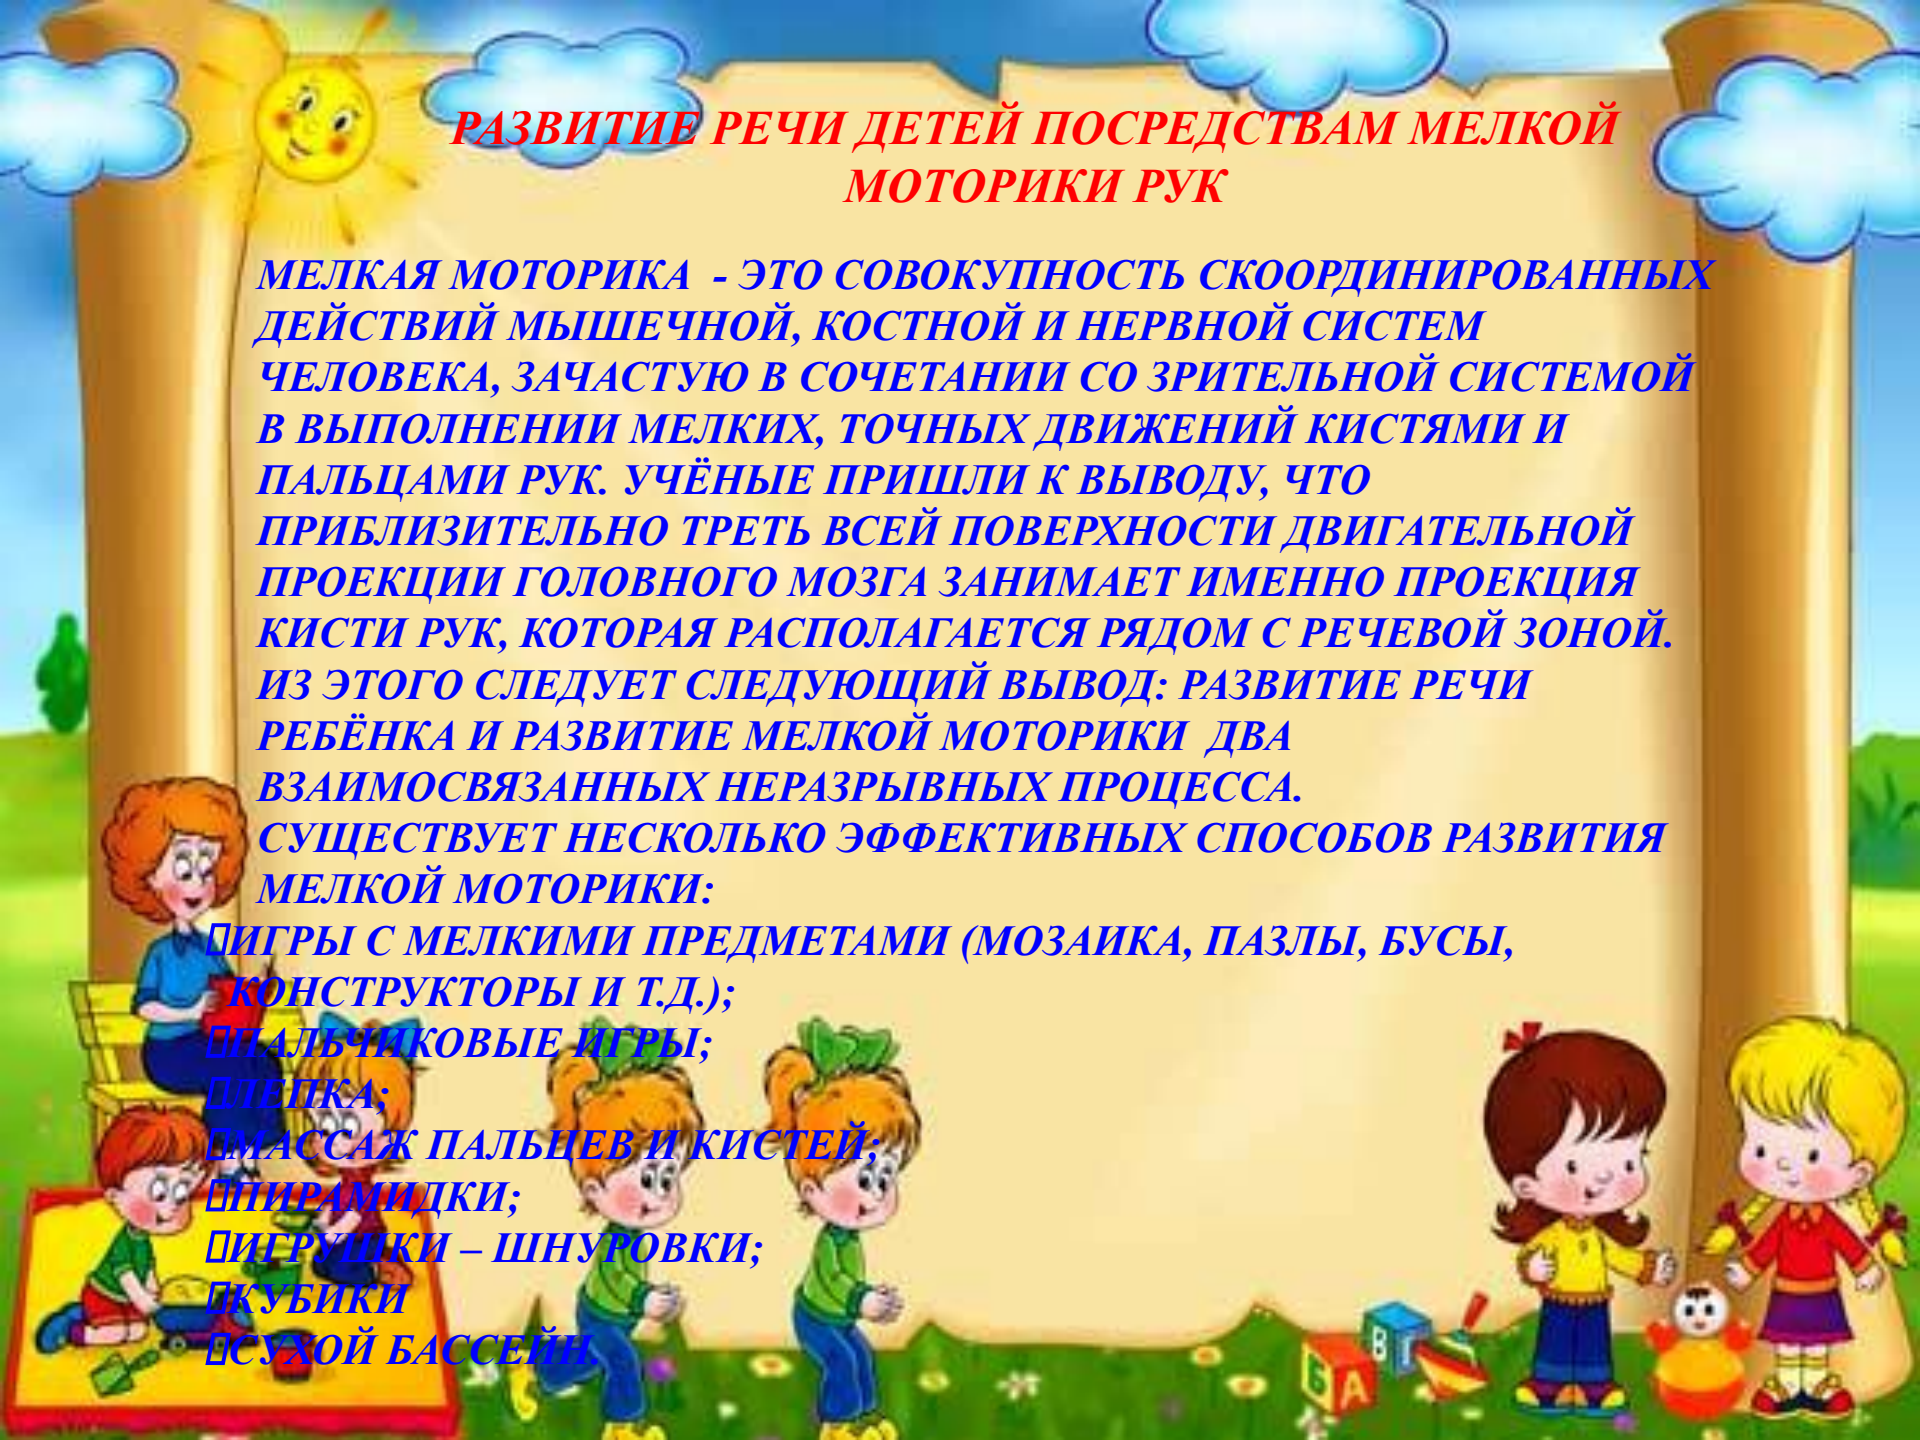 РАЗВИТИЕ РЕЧИ ДЕТЕЙ ПОСРЕДСТВАМ МЕЛКОЙ
МОТОРИКИ РУК
МЕЛКАЯ МОТОРИКА - ЭТО СОВОКУПНОСТЬ СКООРДИНИРОВАННЫХ
ДЕЙСТВИЙ МЫШЕЧНОЙ, КОСТНОЙ И НЕРВНОЙ СИСТЕМ
ЧЕЛОВЕКА, ЗАЧАСТУЮ В СОЧЕТАНИИ СО ЗРИТЕЛЬНОЙ СИСТЕМОЙ
В ВЫПОЛНЕНИИ МЕЛКИХ, ТОЧНЫХ ДВИЖЕНИЙ КИСТЯМИ И
ПАЛЬЦАМИ РУК. УЧЁНЫЕ ПРИШЛИ К ВЫВОДУ, ЧТО
ПРИБЛИЗИТЕЛЬНО ТРЕТЬ ВСЕЙ ПОВЕРХНОСТИ ДВИГАТЕЛЬНОЙ
ПРОЕКЦИИ ГОЛОВНОГО МОЗГА ЗАНИМАЕТ ИМЕННО ПРОЕКЦИЯ
КИСТИ РУК, КОТОРАЯ РАСПОЛАГАЕТСЯ РЯДОМ С РЕЧЕВОЙ ЗОНОЙ.
ИЗ ЭТОГО СЛЕДУЕТ СЛЕДУЮЩИЙ ВЫВОД: РАЗВИТИЕ РЕЧИ
РЕБЁНКА И РАЗВИТИЕ МЕЛКОЙ МОТОРИКИ ДВА
ВЗАИМОСВЯЗАННЫХ НЕРАЗРЫВНЫХ ПРОЦЕССА.
СУЩЕСТВУЕТ НЕСКОЛЬКО ЭФФЕКТИВНЫХ СПОСОБОВ РАЗВИТИЯ
МЕЛКОЙ МОТОРИКИ:
ИГРЫ С МЕЛКИМИ ПРЕДМЕТАМИ (МОЗАИКА, ПАЗЛЫ, БУСЫ,
КОНСТРУКТОРЫ И Т.Д.);
ПАЛЬЧИКОВЫЕ ИГРЫ;
ЛЕПКА;
МАССАЖ ПАЛЬЦЕВ И КИСТЕЙ;
ПИРАМИДКИ;
ИГРУШКИ – ШНУРОВКИ;
КУБИКИ
СУХОЙ БАССЕЙН.
В Г
Б А